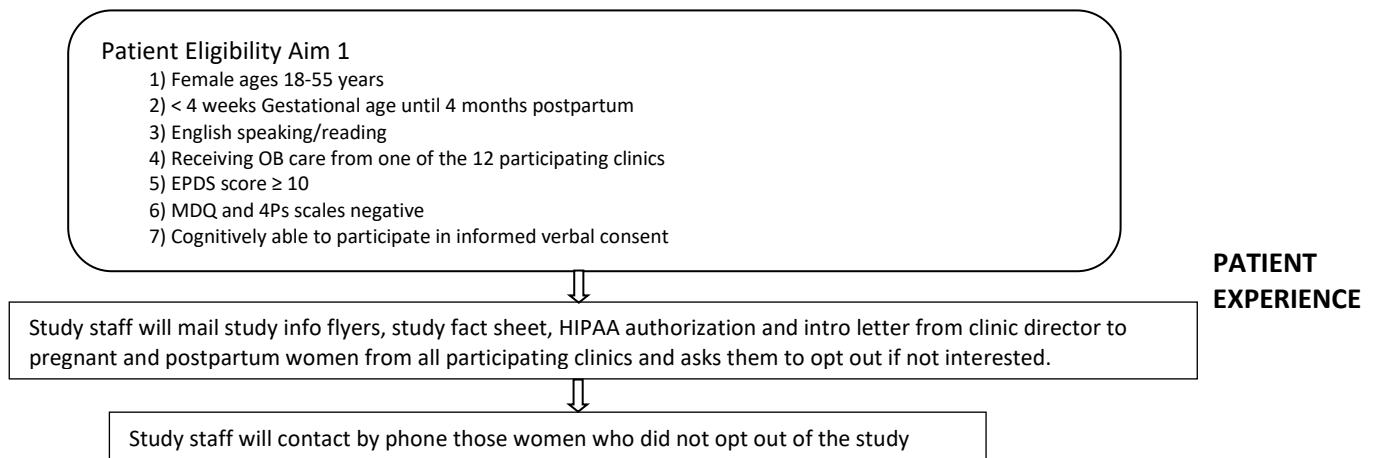 Patient Eligibility Aim 1
1) Female ages 18-55 years
2) < 4 weeks Gestational age until 4 months postpartum
3) English speaking/reading
4) Receiving OB care from one of the 12 participating clinics
5) EPDS score ≥ 10
6) MDQ and 4Ps scales negative
7) Cognitively able to participate in informed verbal consent
PATIENT
EXPERIENCE
Study staff will mail study info flyers, study fact sheet, HIPAA authorization and intro letter from clinic director to
pregnant and postpartum women from all participating clinics and asks them to opt out if not interested.
Study staff will contact by phone those women who did not opt out of the study